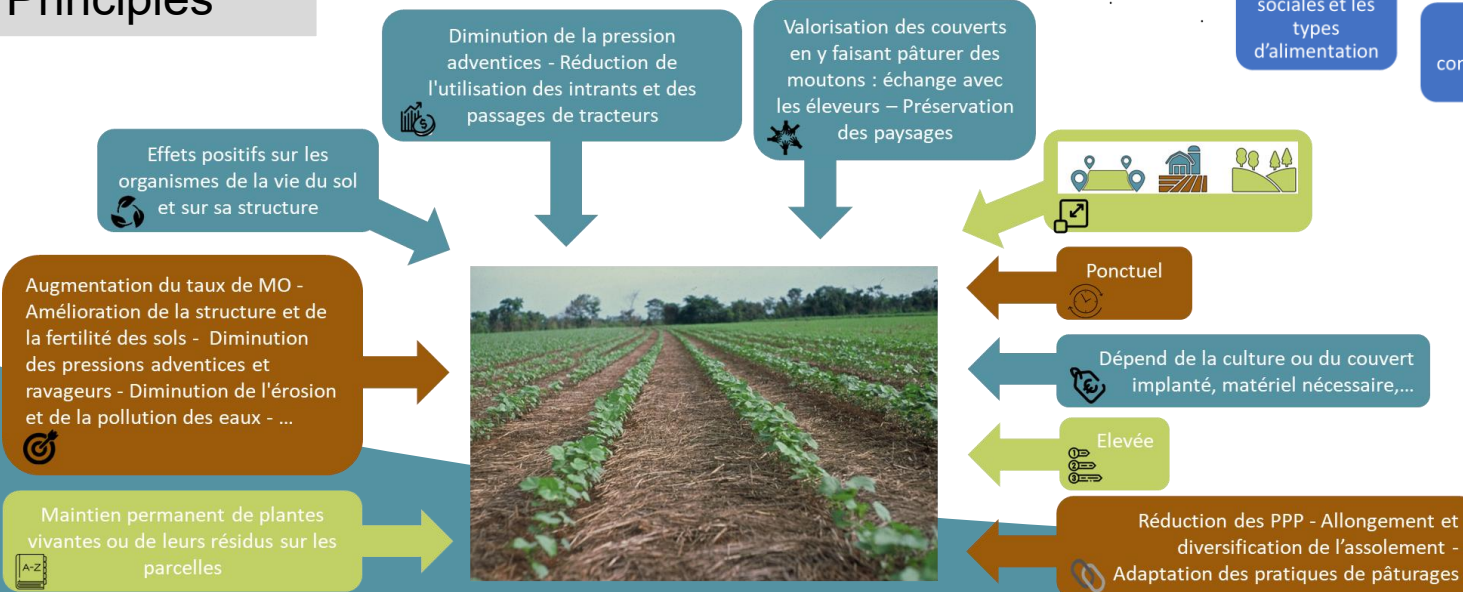 Principles
sociales et les
types
d'alimentation
Diminution de la pression
adventices - Réduction de
l'utilisation des intrants et des
passages de tracteurs
Valorisation des couverts
en y faisant pâturer des
moutons : échange avec
les éleveurs – Préservation
des paysages
Effets positifs sur les
organismes de la vie du sol
et sur sa structure
Augmentation du taux de MO -
Amélioration de la structure et de
la fertilité des sols - Diminution
des pressions adventices et
ravageurs - Diminution de l'érosion
et de la pollution des eaux - ...
Maintien permanent de plantes
vivantes ou de leurs résidus sur les
parcelles
A-Z
Ponctuel
Dépend de la culture ou du couvert
implanté, matériel nécessaire,...
Elevée
1
2
3
Réduction des PPP - Allongement et
diversification de l'assolement -
Adaptation des pratiques de pâturages